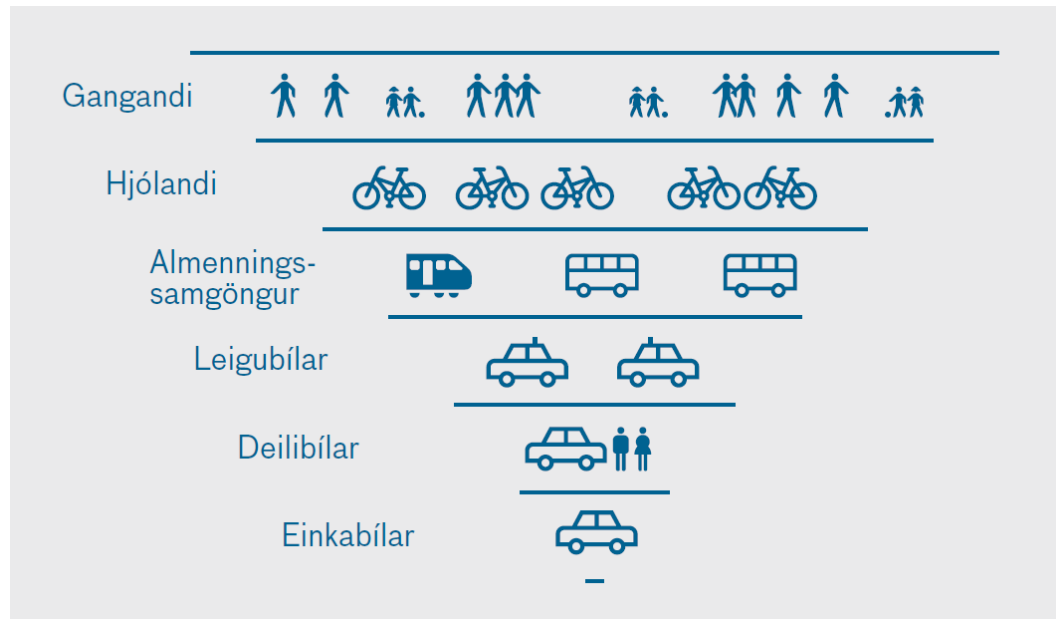 Gangandi
Hjólandi
Almennings-
samgöngur
Leigubílar
Deilibílar
Einkabílar